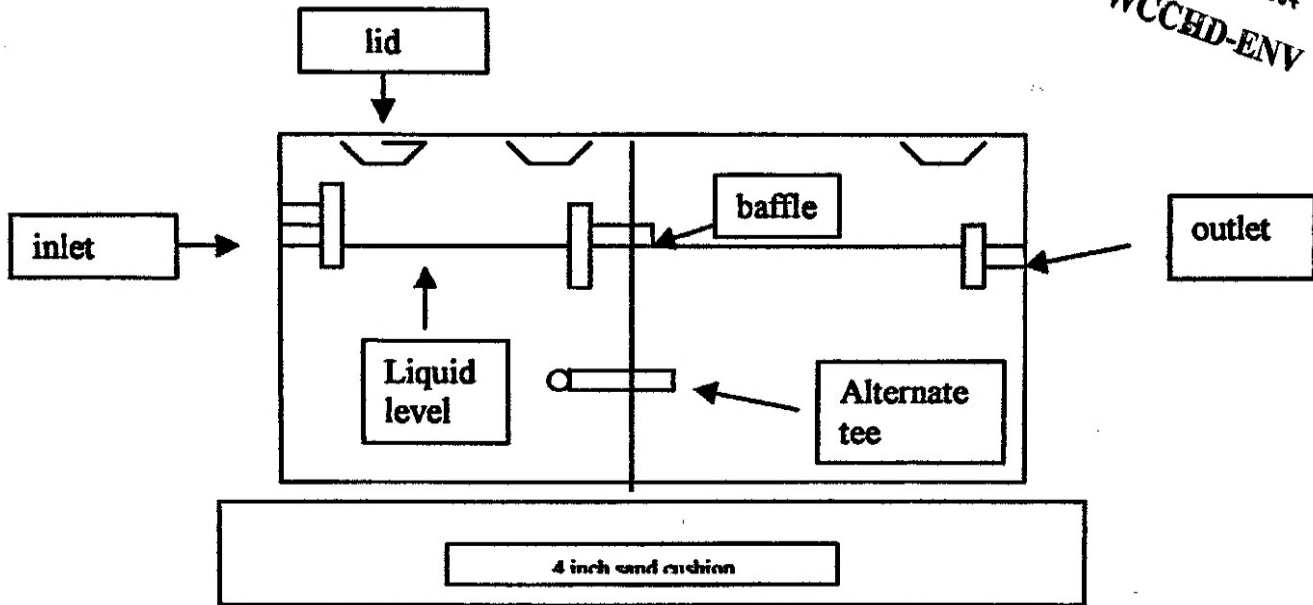 WCCHD-ENV
lid
baffle
inlet
outlet
Liquid
level
Alternate
tee
4 inch sand cushion